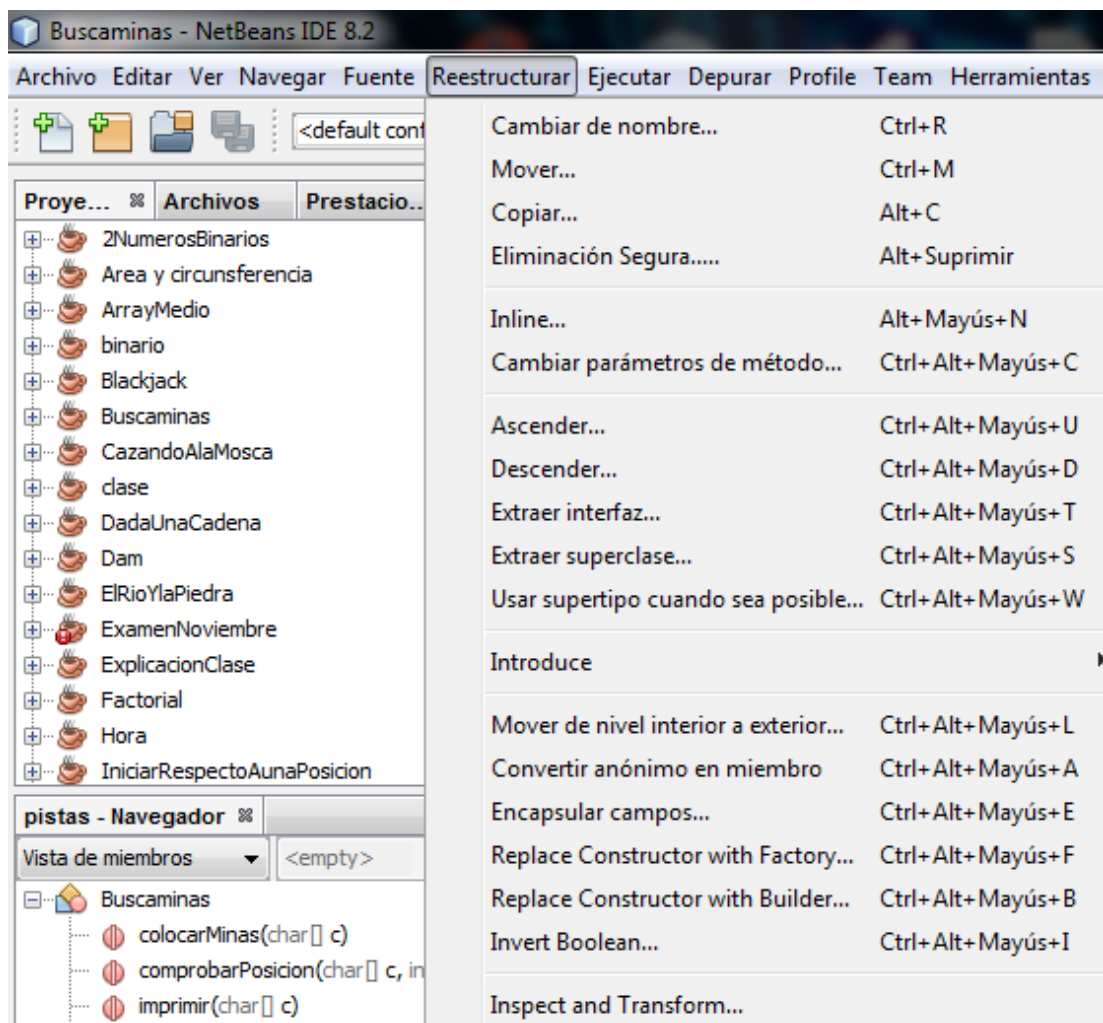 Buscaminas - NetBeans IDE 8.2
Archivo Editar Ver Navegar Fuente Reestructurar Ejecutar Depurar Profile Team Herramientas
<default conf
Proye... Archivos Prestacio..
2NumerosBinarios
Area y circunsferencia
ArrayMedio
binario
Blackjack
Buscaminas
CazandoAlaMosca
clase
DadaUnaCadena
Dam
ElRioYlaPiedra
ExamenNoviembre
ExplicacionClase
Factorial
Hora
IniciarRespectoAunaPosicion
pistas - Navegador
Vista de miembros <empty>
Buscaminas
colocarMinas(char[] c)
comprobarPosicion(char[] c, in
imprimir(char[] c)
Cambiar de nombre... Ctrl+R
Mover... Ctrl+M
Copiar... Alt+C
Eliminación Segura..... Alt+Suprimir
Inline... Alt+Mayús+N
Cambiar parámetros de método... Ctrl+Alt+Mayús+C
Ascender... Ctrl+Alt+Mayús+U
Descender... Ctrl+Alt+Mayús+D
Extraer interfaz... Ctrl+Alt+Mayús+T
Extraer superclase... Ctrl+Alt+Mayús+S
Usar supertipo cuando sea posible... Ctrl+Alt+Mayús+W
Introduce
Mover de nivel interior a exterior... Ctrl+Alt+Mayús+L
Convertir anónimo en miembro Ctrl+Alt+Mayús+A
Encapsular campos... Ctrl+Alt+Mayús+E
Replace Constructor with Factory... Ctrl+Alt+Mayús+F
Replace Constructor with Builder... Ctrl+Alt+Mayús+B
Invert Boolean... Ctrl+Alt+Mayús+I
Inspect and Transform...